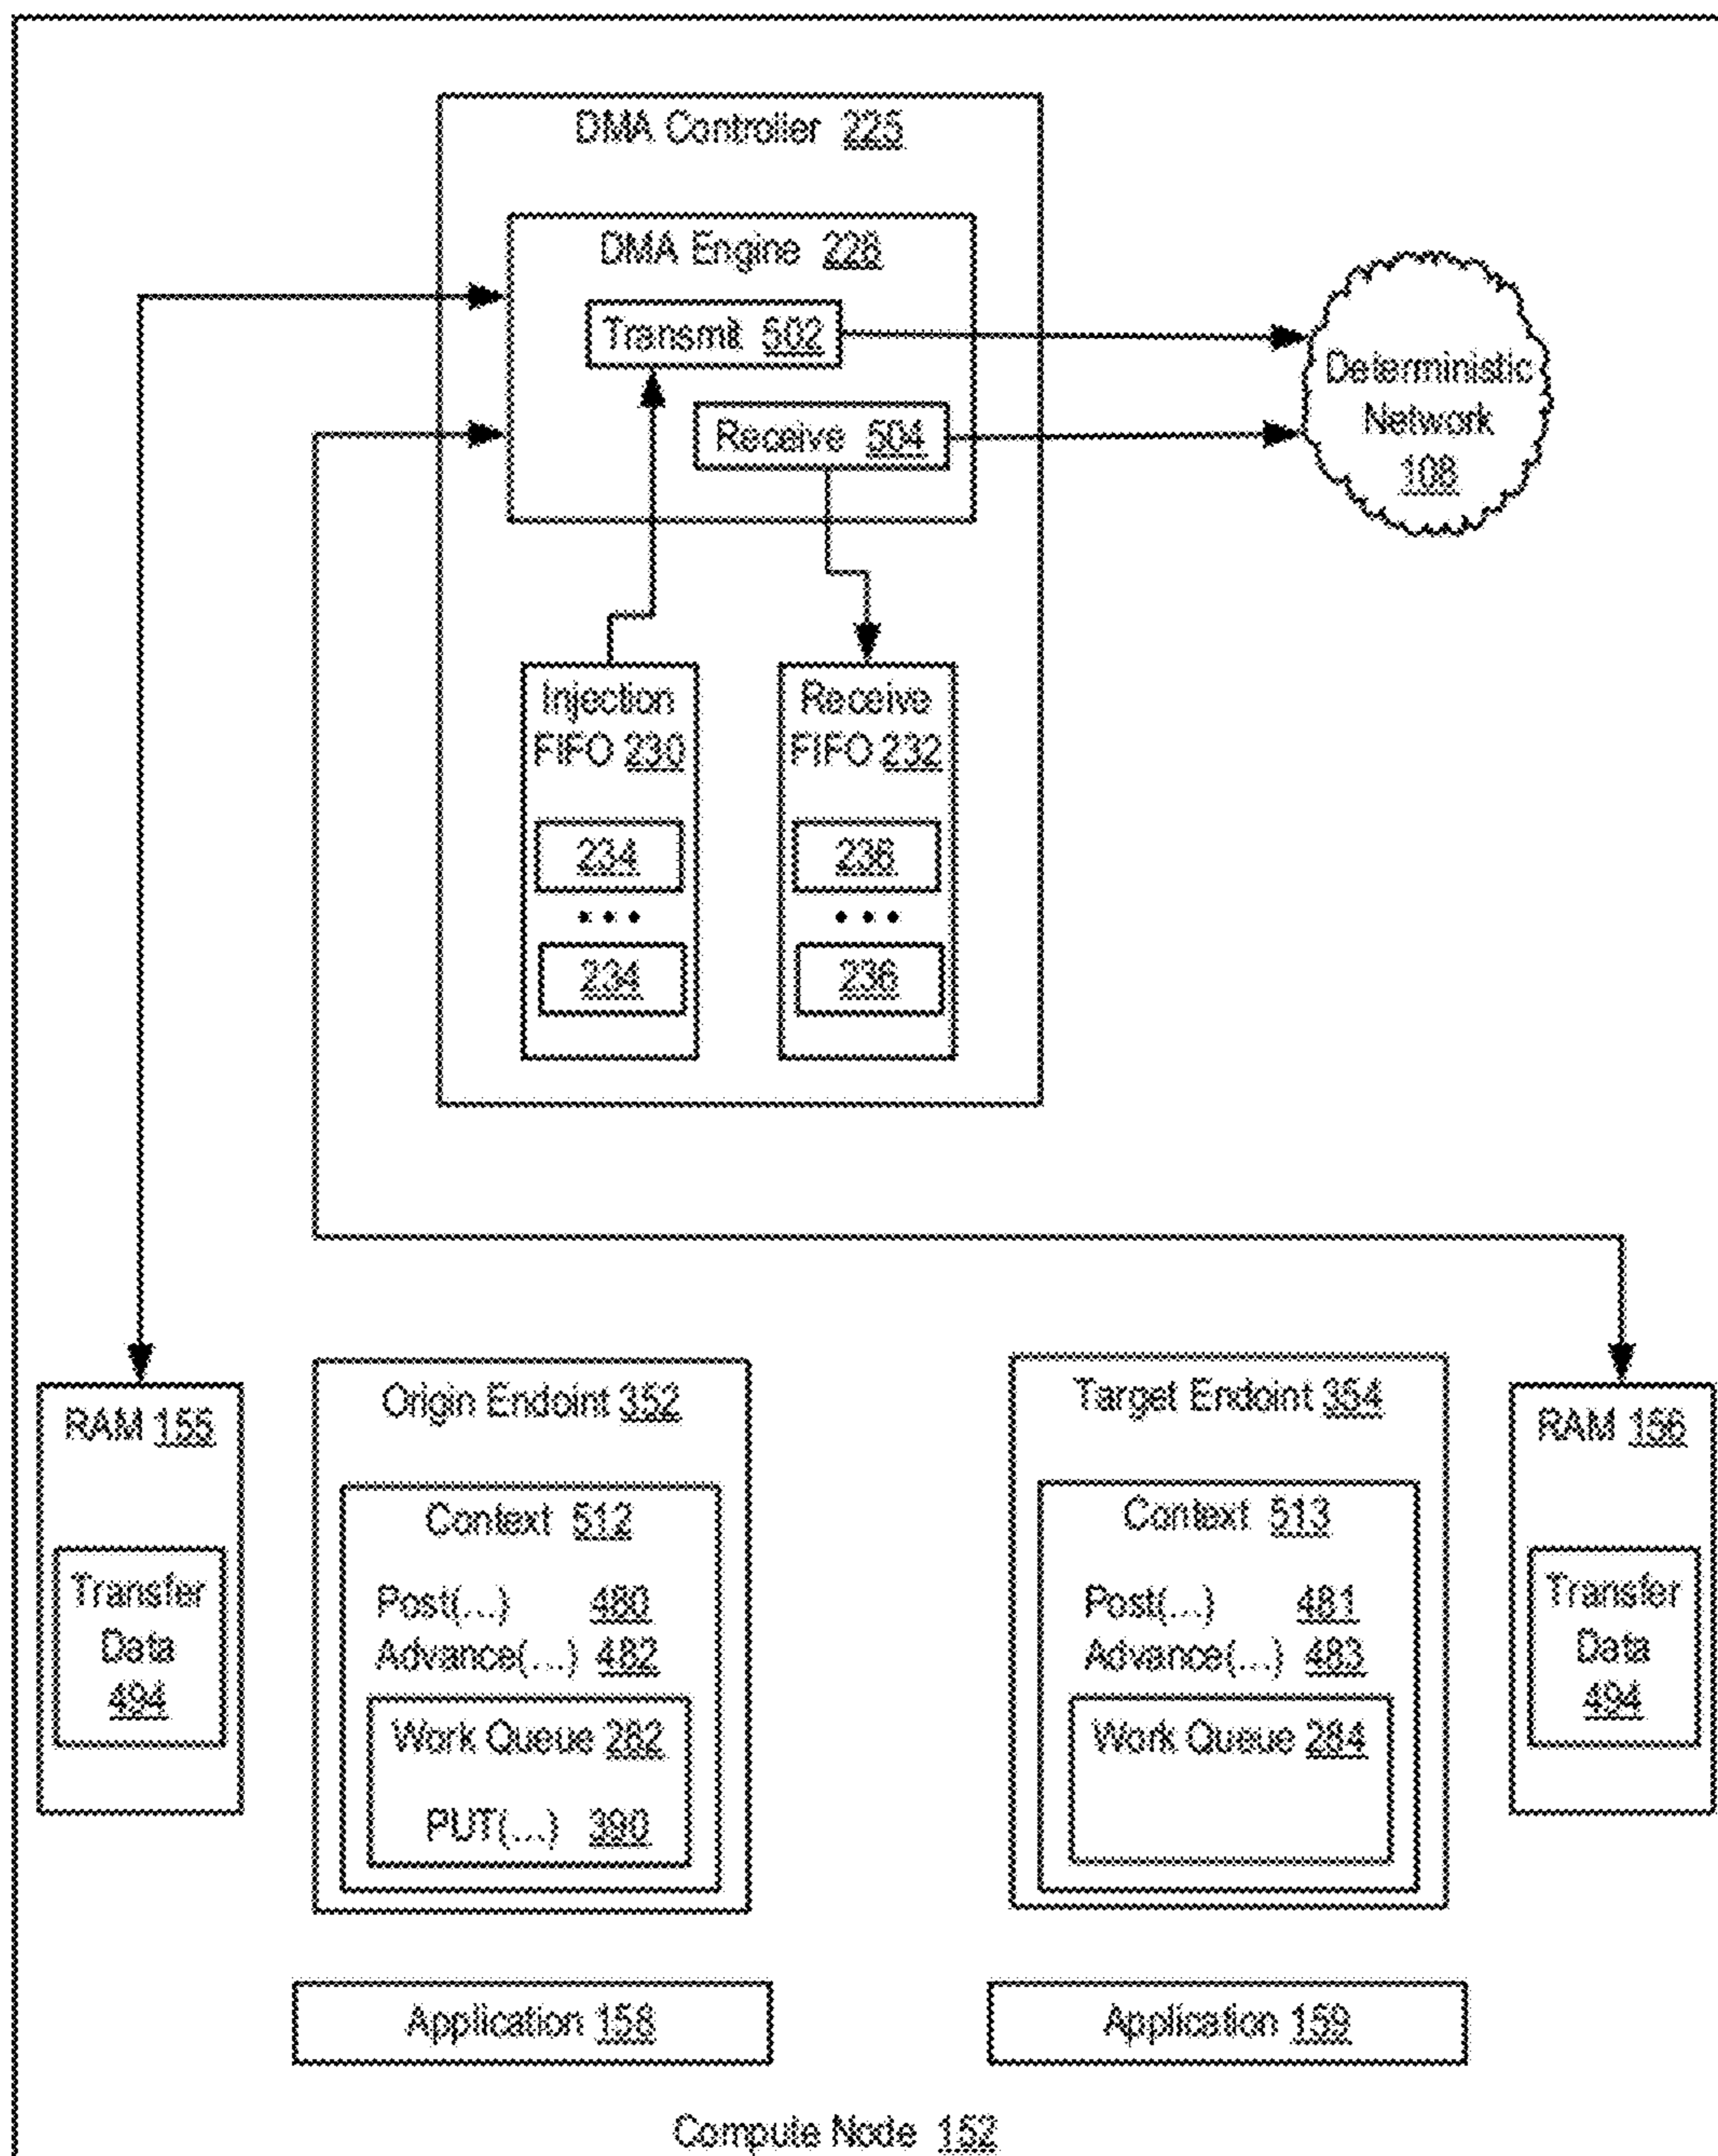 DMA Controller 225
DMA Engine 228
Transmit 502
Receive 504
Deterministic
Network
108
Injection
FIFO 230
234
• • •
234
Receive
FIFO 232
236
• • •
236
RAM 155
Transfer
Data
494
Origin Endoint 352
Context 512
Post(...) 480
Advance(...) 482
Work Queue 282
PUT(...) 390
Target Endoint 354
Context 513
Post(...) 481
Advance(...) 483
Work Queue 284
RAM 156
Transfer
Data
494
Application 158
Application 159
Compute Node 152